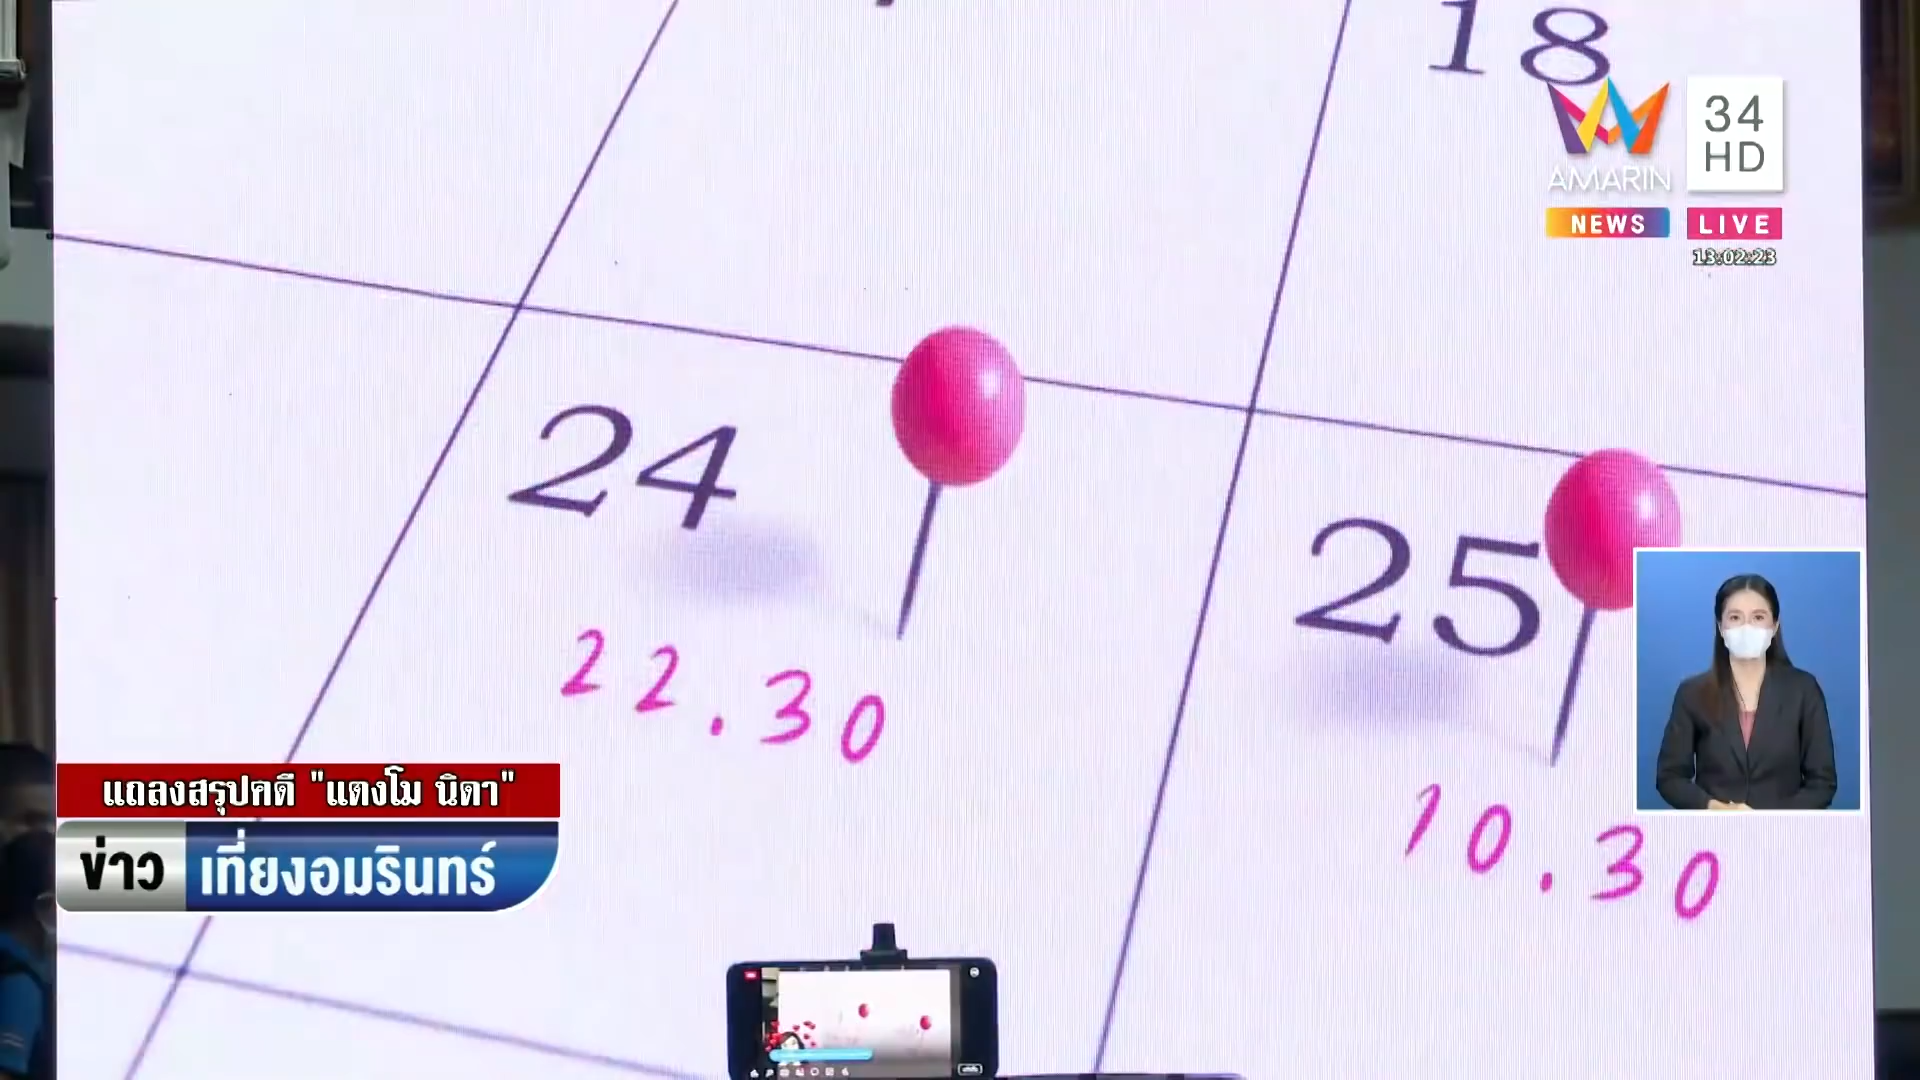 18
34
HD
AMARIN
NEWS
LIVE
13:02:23
24
25
22.30
10.30
แถลงสรุปคดี "แตงโม นิดา"
ข่าว เที่ยงอมรินทร์